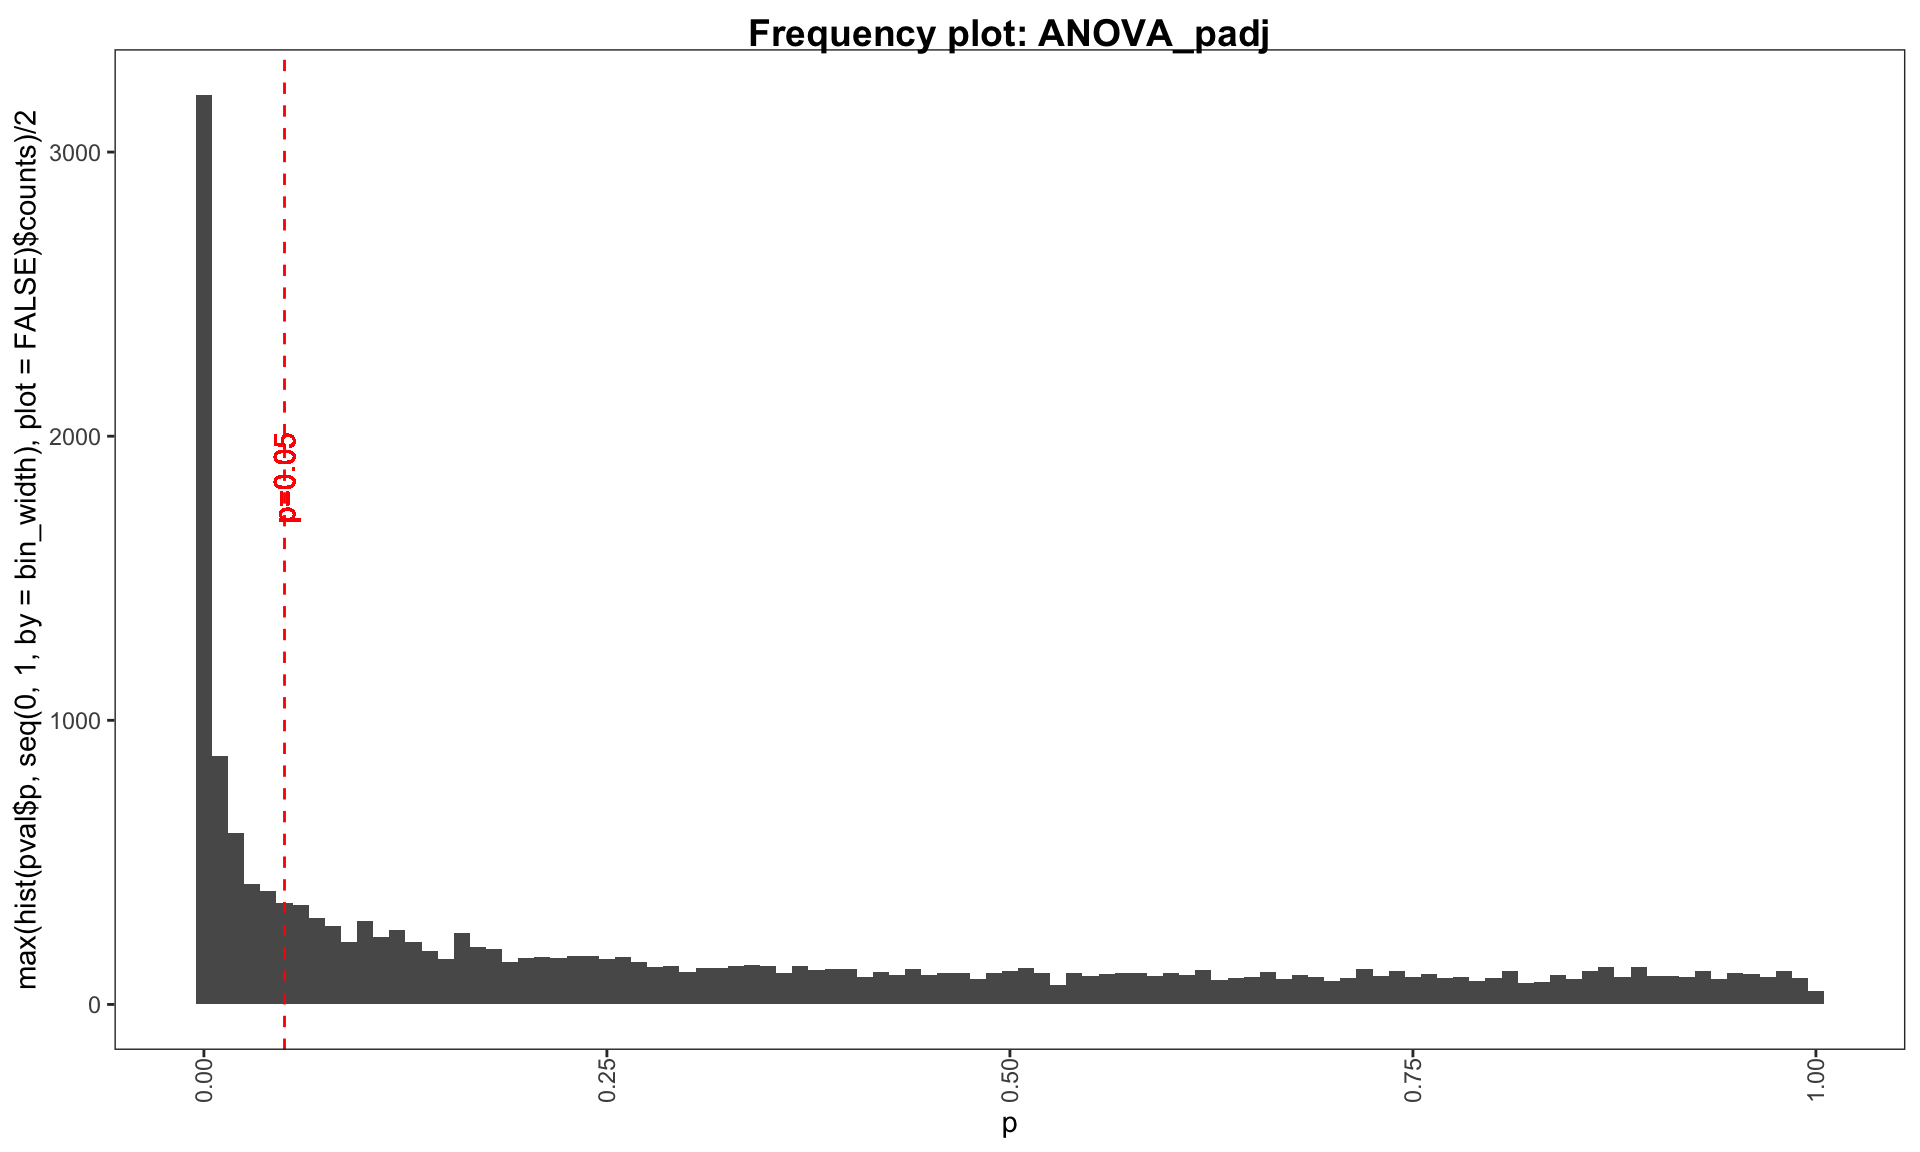 Frequency plot: ANOVA_padj
max(hist(pval$p, seq(0, 1, by = bin_width), plot = FALSE)$counts)/2
3000
2000
1000
0
p=0.05
0.00
0.25
0.50
0.75
1.00
p